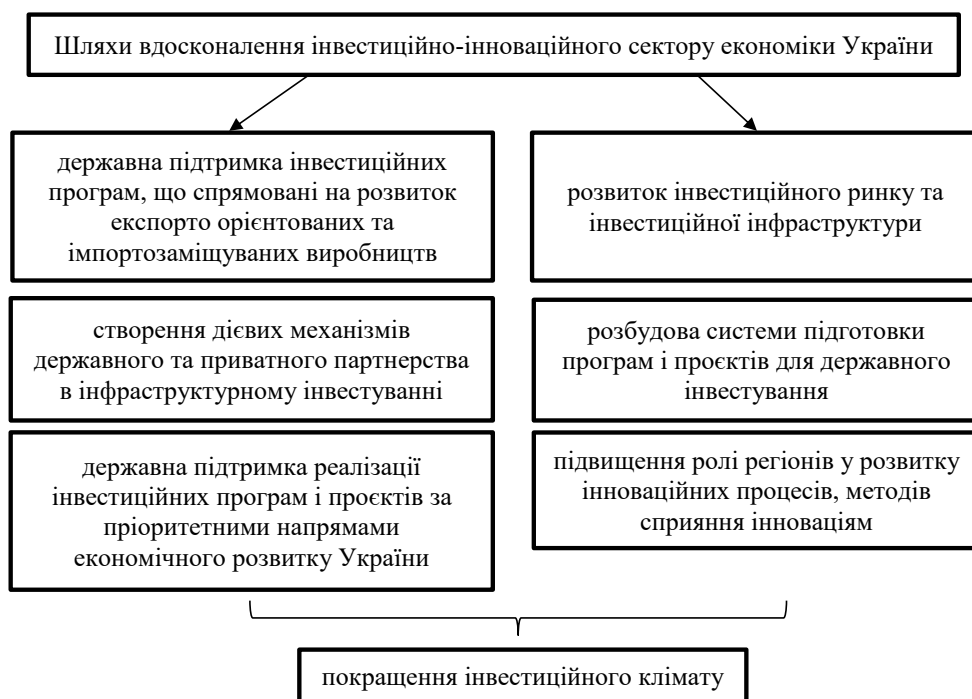 Шляхи вдосконалення інвестиційно-інноваційного сектору економіки України
державна підтримка інвестиційних
програм, що спрямовані на розвиток
експорто орієнтованих та
імпортозаміщуваних виробництв
розвиток інвестиційного ринку та
інвестиційної інфраструктури
створення дієвих механізмів
державного та приватного партнерства
в інфраструктурному інвестуванні
розбудова системи підготовки
програм і проєктів для державного
інвестування
державна підтримка реалізації
інвестиційних програм і проєктів за
пріоритетними напрямами
економічного розвитку України
підвищення ролі регіонів у розвитку
інноваційних процесів, методів
сприяння інноваціям
покращення інвестиційного клімату